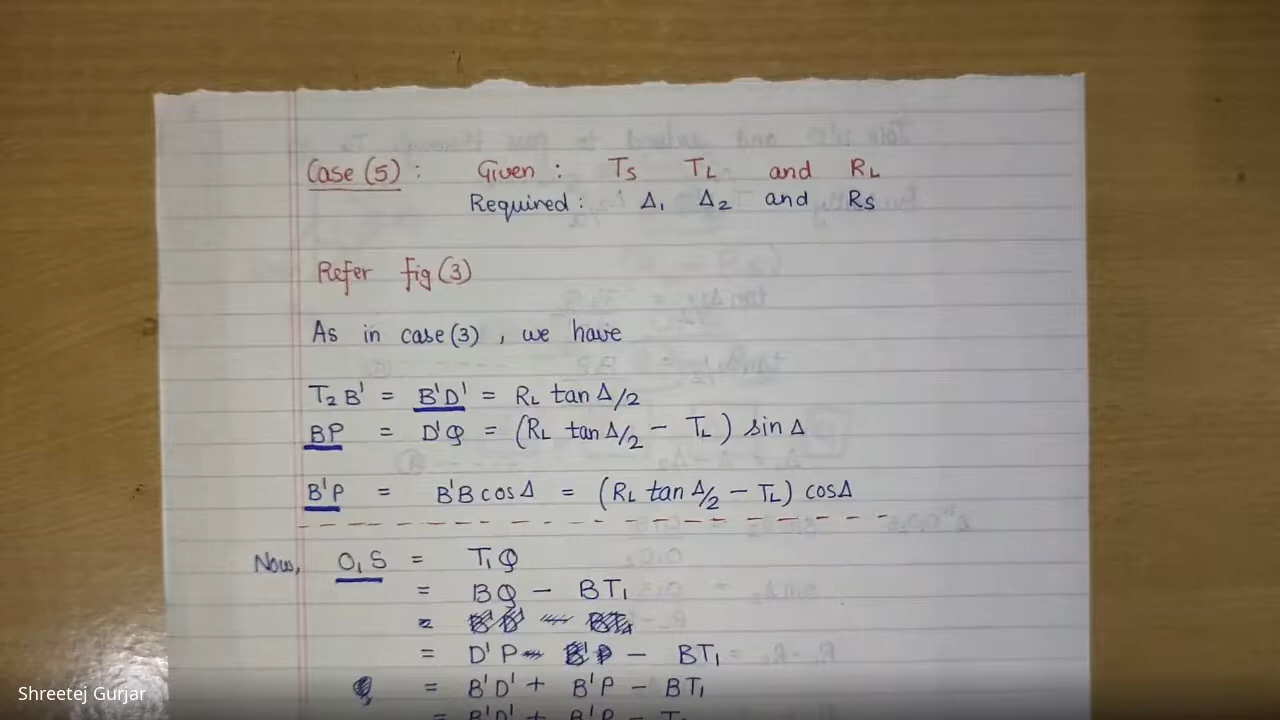 Case (5) : Given : Ts TL and RL
Required : Δ1 Δ2 and Rs
Refer fig (3)
As in case (3) , we have
T2 B' = B'D' = RL tan Δ/2
BP = D'Q = (RL tan Δ/2 - TL) sin Δ
B'P = B'B cos Δ = (RL tan Δ/2 - TL) cos Δ
Now, O1 S = T1 Q
= BQ - BT1
=
= D'P - BT1
= B'D' + B'P - BT1
= B'D' + B'P -
Shreetej Gurjar